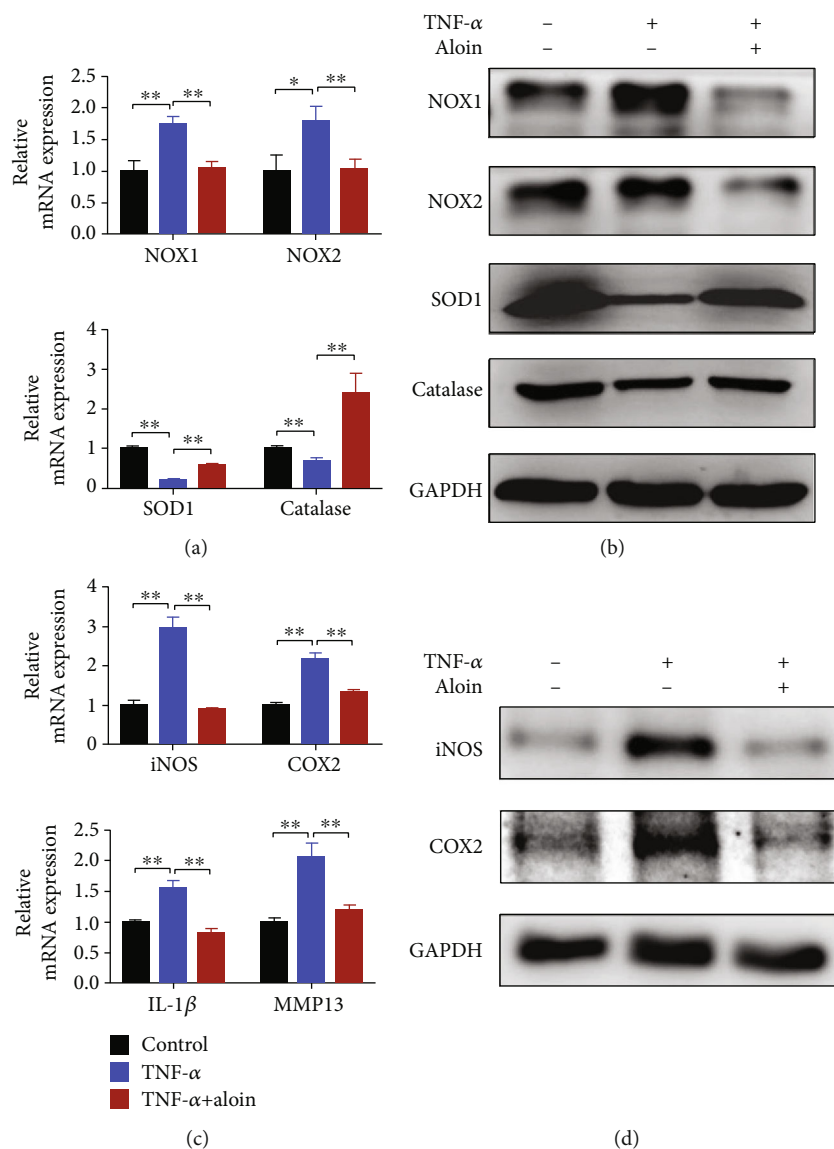 2.5
2.0
1.5
1.0
0.5
0.0
Relative
mRNA expression
** ** * **
NOX1 NOX2
4
3
2
1
0
Relative
mRNA expression
** ** ** **
SOD1 Catalase
(a)
TNF-α – + +
Aloin – – +
NOX1
NOX2
SOD1
Catalase
GAPDH
(b)
4
3
2
1
0
Relative
mRNA expression
** ** ** **
iNOS COX2
2.5
2.0
1.5
1.0
0.5
0.0
Relative
mRNA expression
** ** ** **
IL-1β MMP13
Control
TNF-α
TNF-α+aloin
(c)
TNF-α – + +
Aloin – – +
iNOS
COX2
GAPDH
(d)